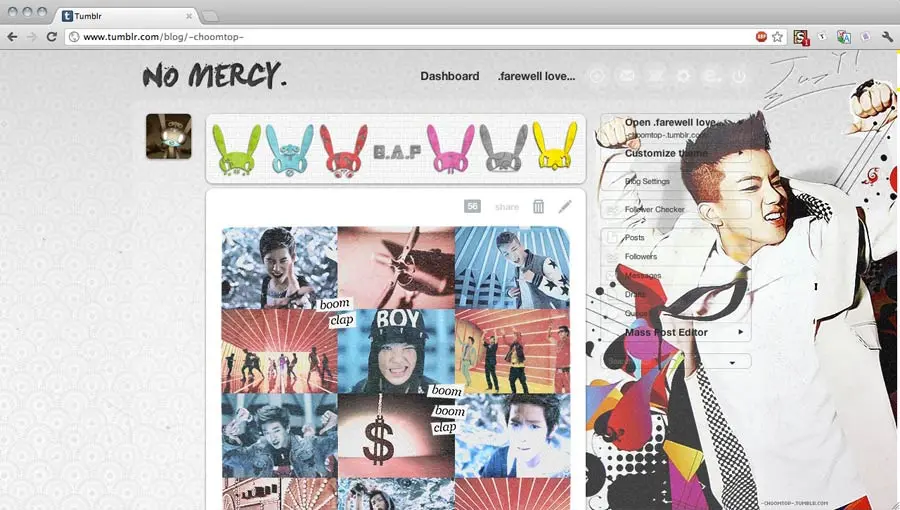 Tumblr
www.tumblr.com/blog/-choomtop-
NO MERCY.
Dashboard
.farewell love...
B.A.P
Open .farewell love
-choomtop-.tumblr.com
Customize theme
56
share
Blog Settings
Follower Checker
Posts
Followers
Messages
Drafts
Queue
Mass Post Editor
boom
clap
BOY
boom
boom
clap
$
-CHOOMTOP-.TUMBLR.COM